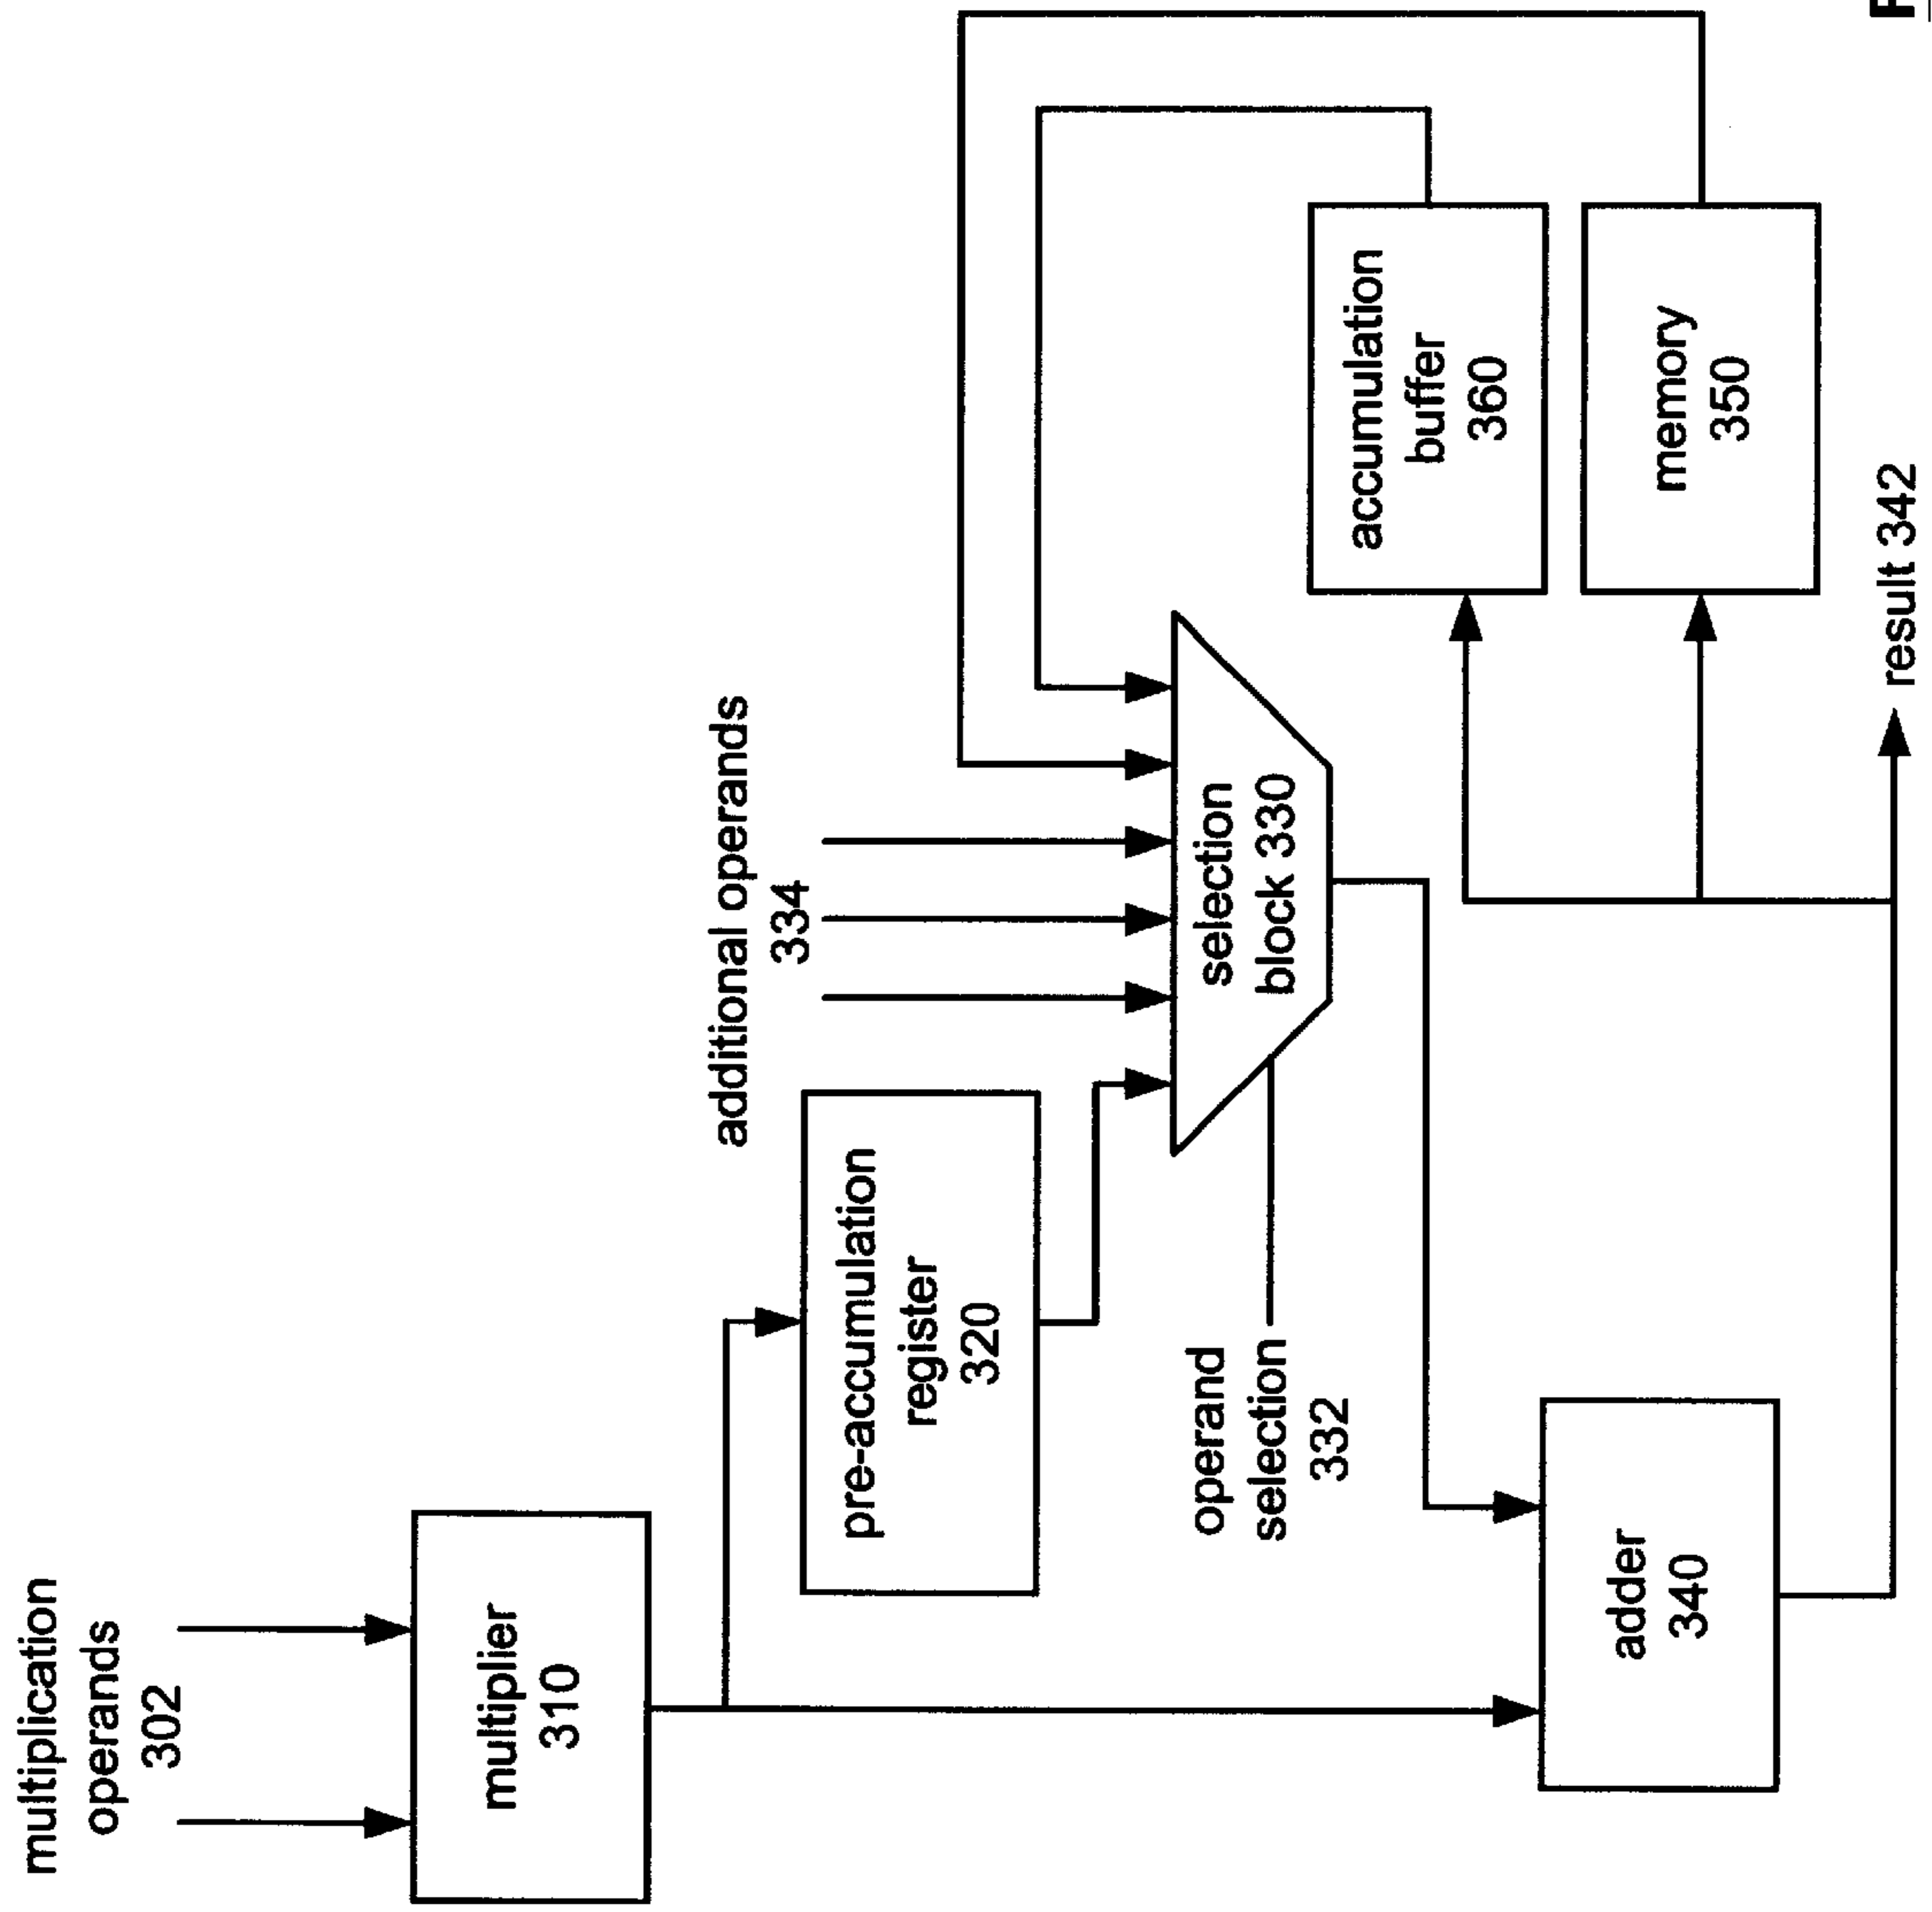 multiplication
operands
302
multiplier
310
pre-accumulation
register
320
additional operands
334
operand
selection
332
selection
block 330
adder
340
accumulation
buffer
360
memory
350
result 342